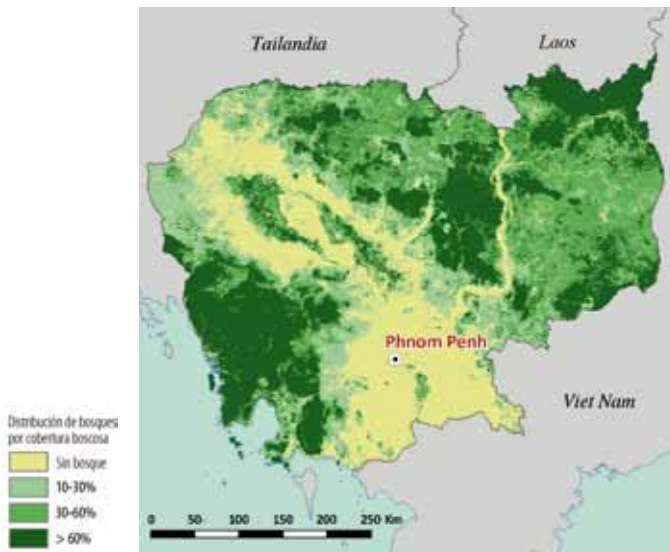 Tailandia
Laos
Phnom Penh
Viet Nam
Distribución de bosques
por cobertura boscosa
Sin bosque
10-30%
30-60%
> 60%
0 50 100 150 200 250 Km